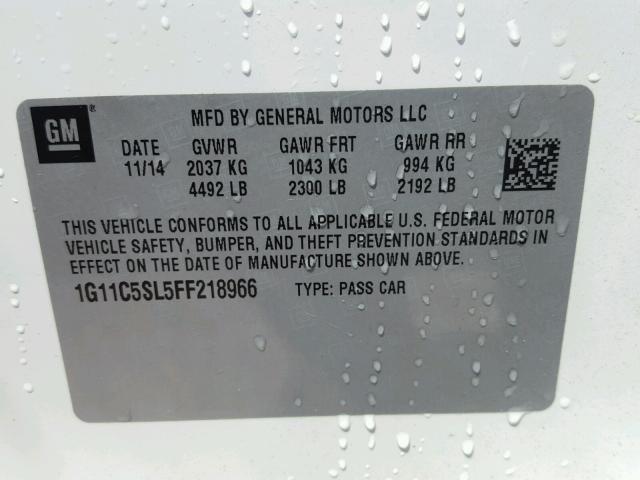 GM®
MFD BY GENERAL MOTORS LLC
DATE GVWR GAWR FRT GAWR RR
11/14 2037 KG 1043 KG 994 KG
4492 LB 2300 LB 2192 LB
THIS VEHICLE CONFORMS TO ALL APPLICABLE U.S. FEDERAL MOTOR
VEHICLE SAFETY, BUMPER, AND THEFT PREVENTION STANDARDS IN
EFFECT ON THE DATE OF MANUFACTURE SHOWN ABOVE.
1G11C5SL5FF218966 TYPE: PASS CAR